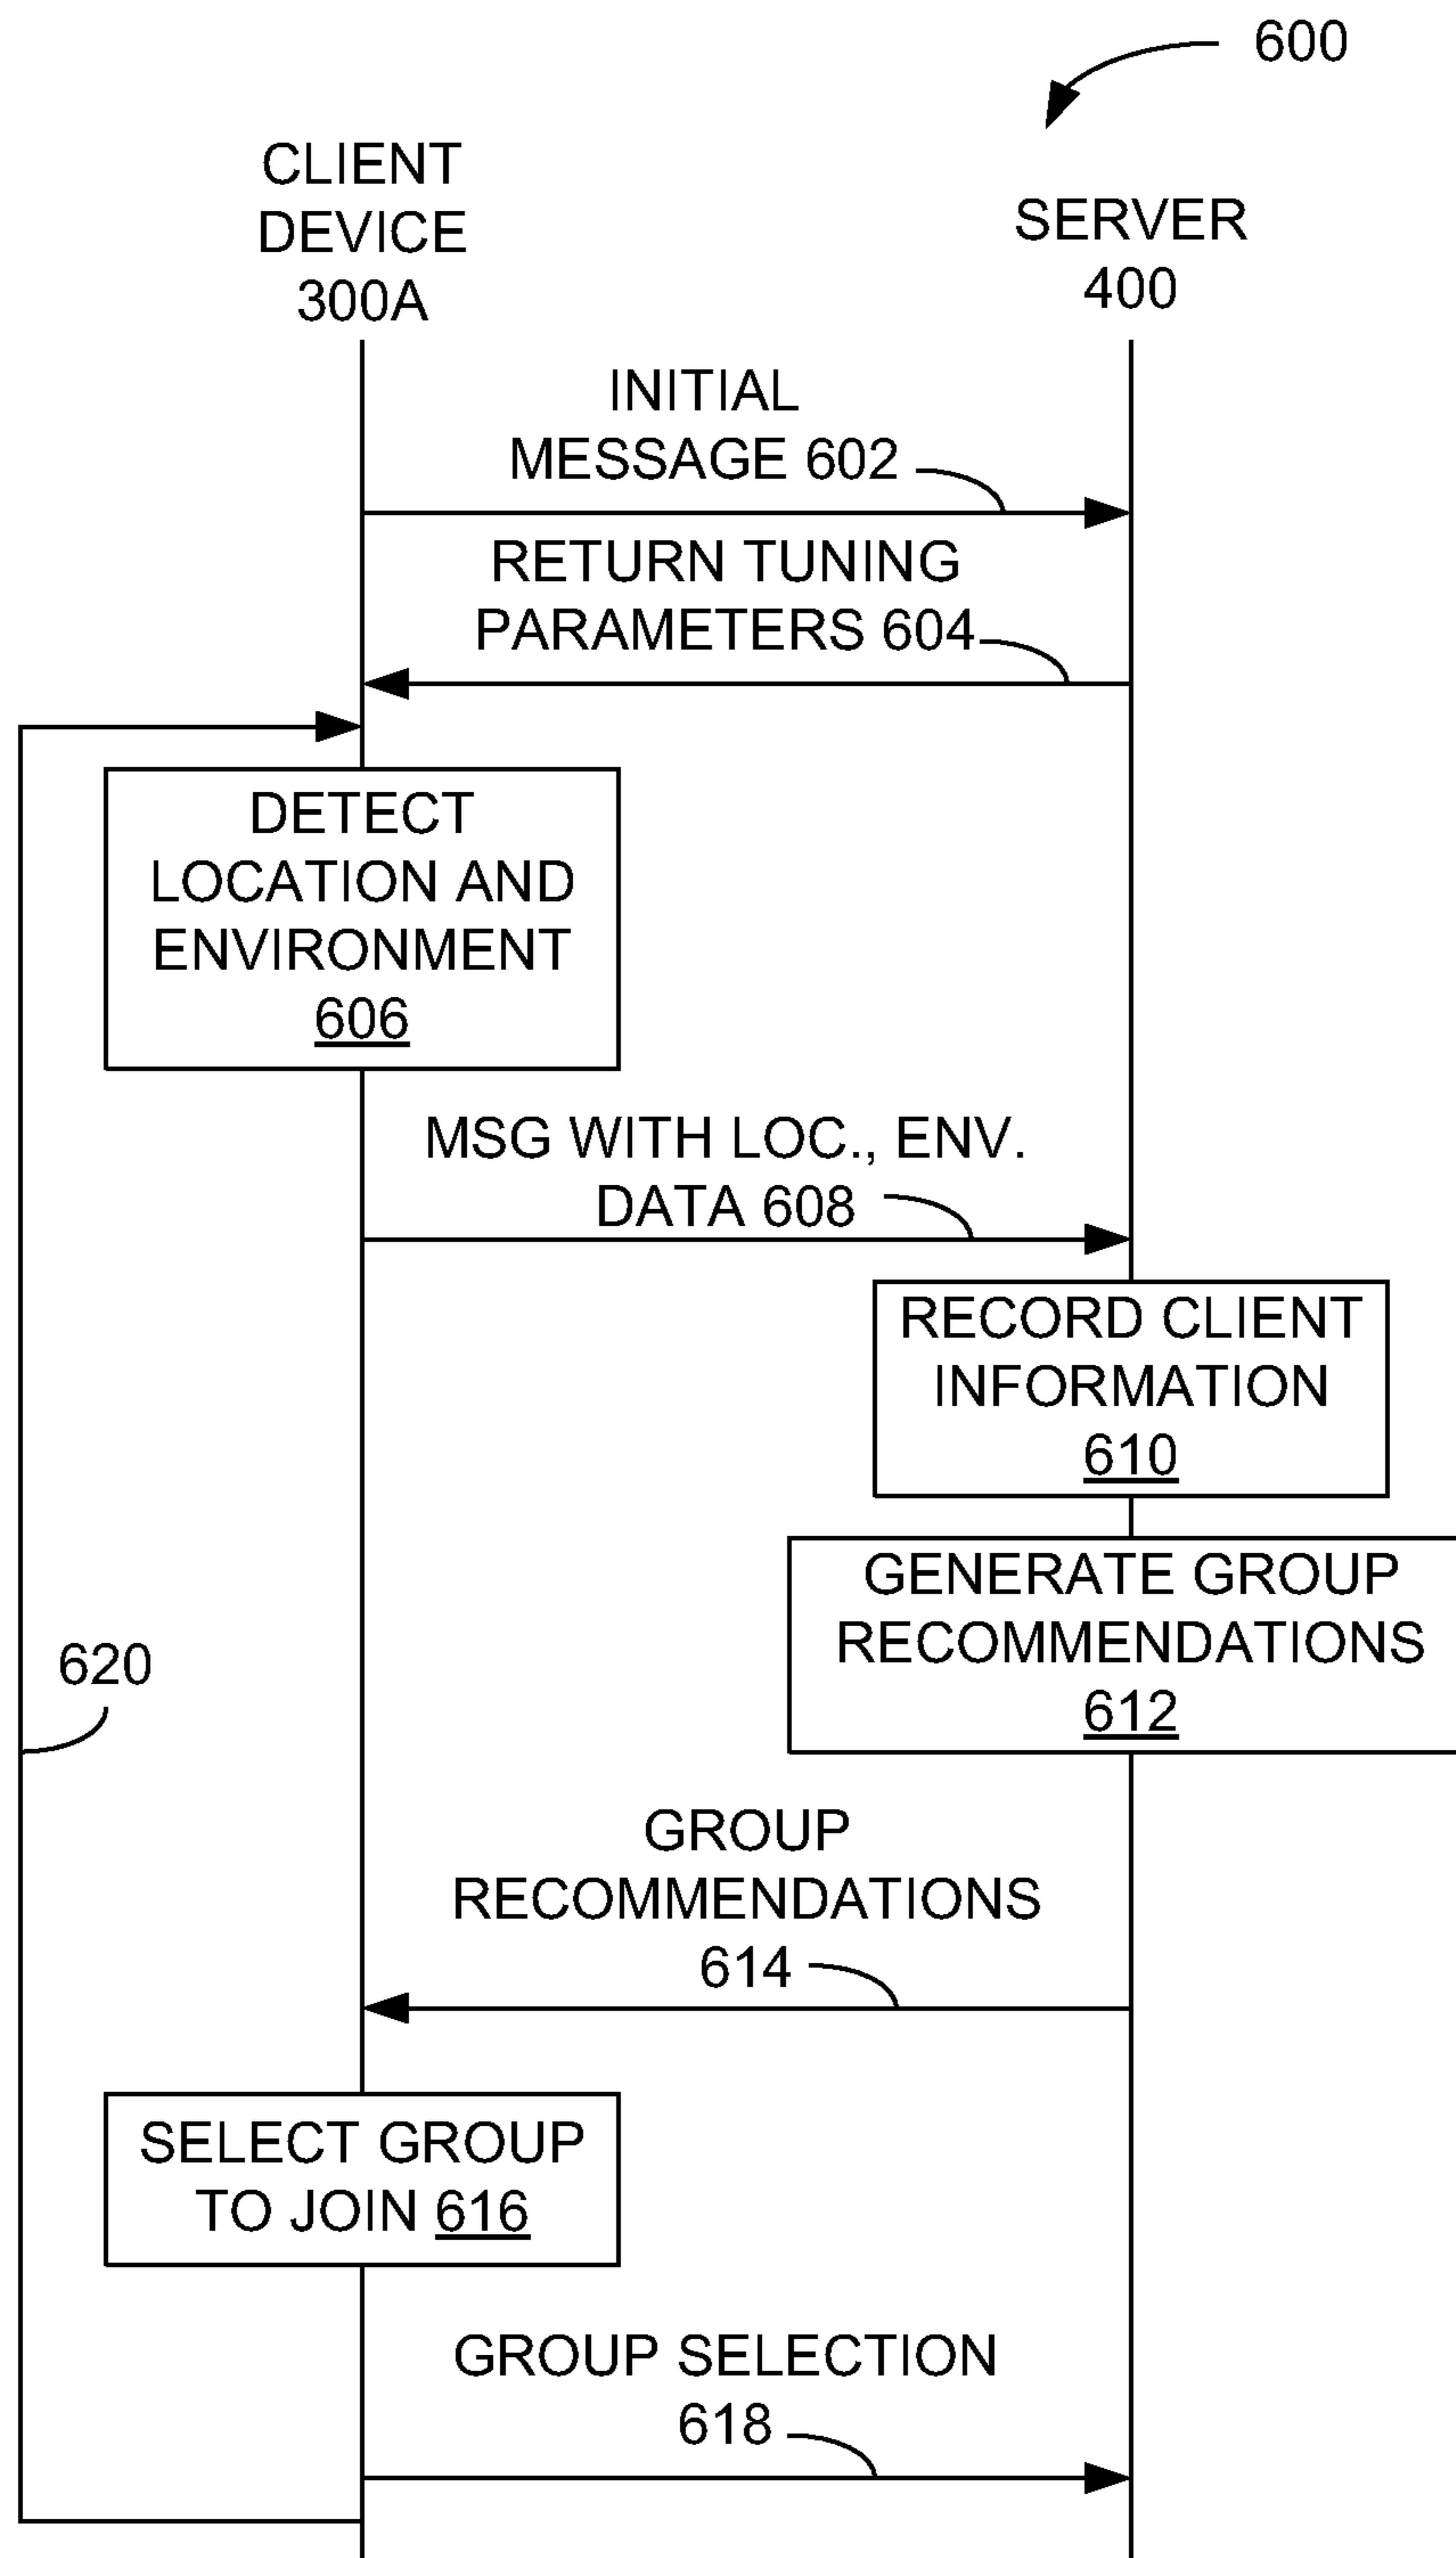 600
CLIENT
DEVICE
300A
SERVER
400
INITIAL
MESSAGE 602
RETURN TUNING
PARAMETERS 604
DETECT
LOCATION AND
ENVIRONMENT
606
MSG WITH LOC., ENV.
DATA 608
RECORD CLIENT
INFORMATION
610
GENERATE GROUP
RECOMMENDATIONS
612
620
GROUP
RECOMMENDATIONS
614
SELECT GROUP
TO JOIN 616
GROUP SELECTION
618